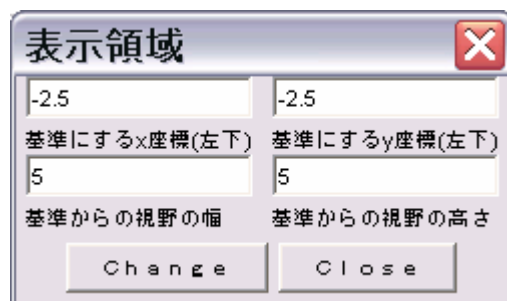 表示領域
-2.5 -2.5
基準にするx座標(左下) 基準にするy座標(左下)
5 5
基準からの視野の幅 基準からの視野の高さ
Change Close